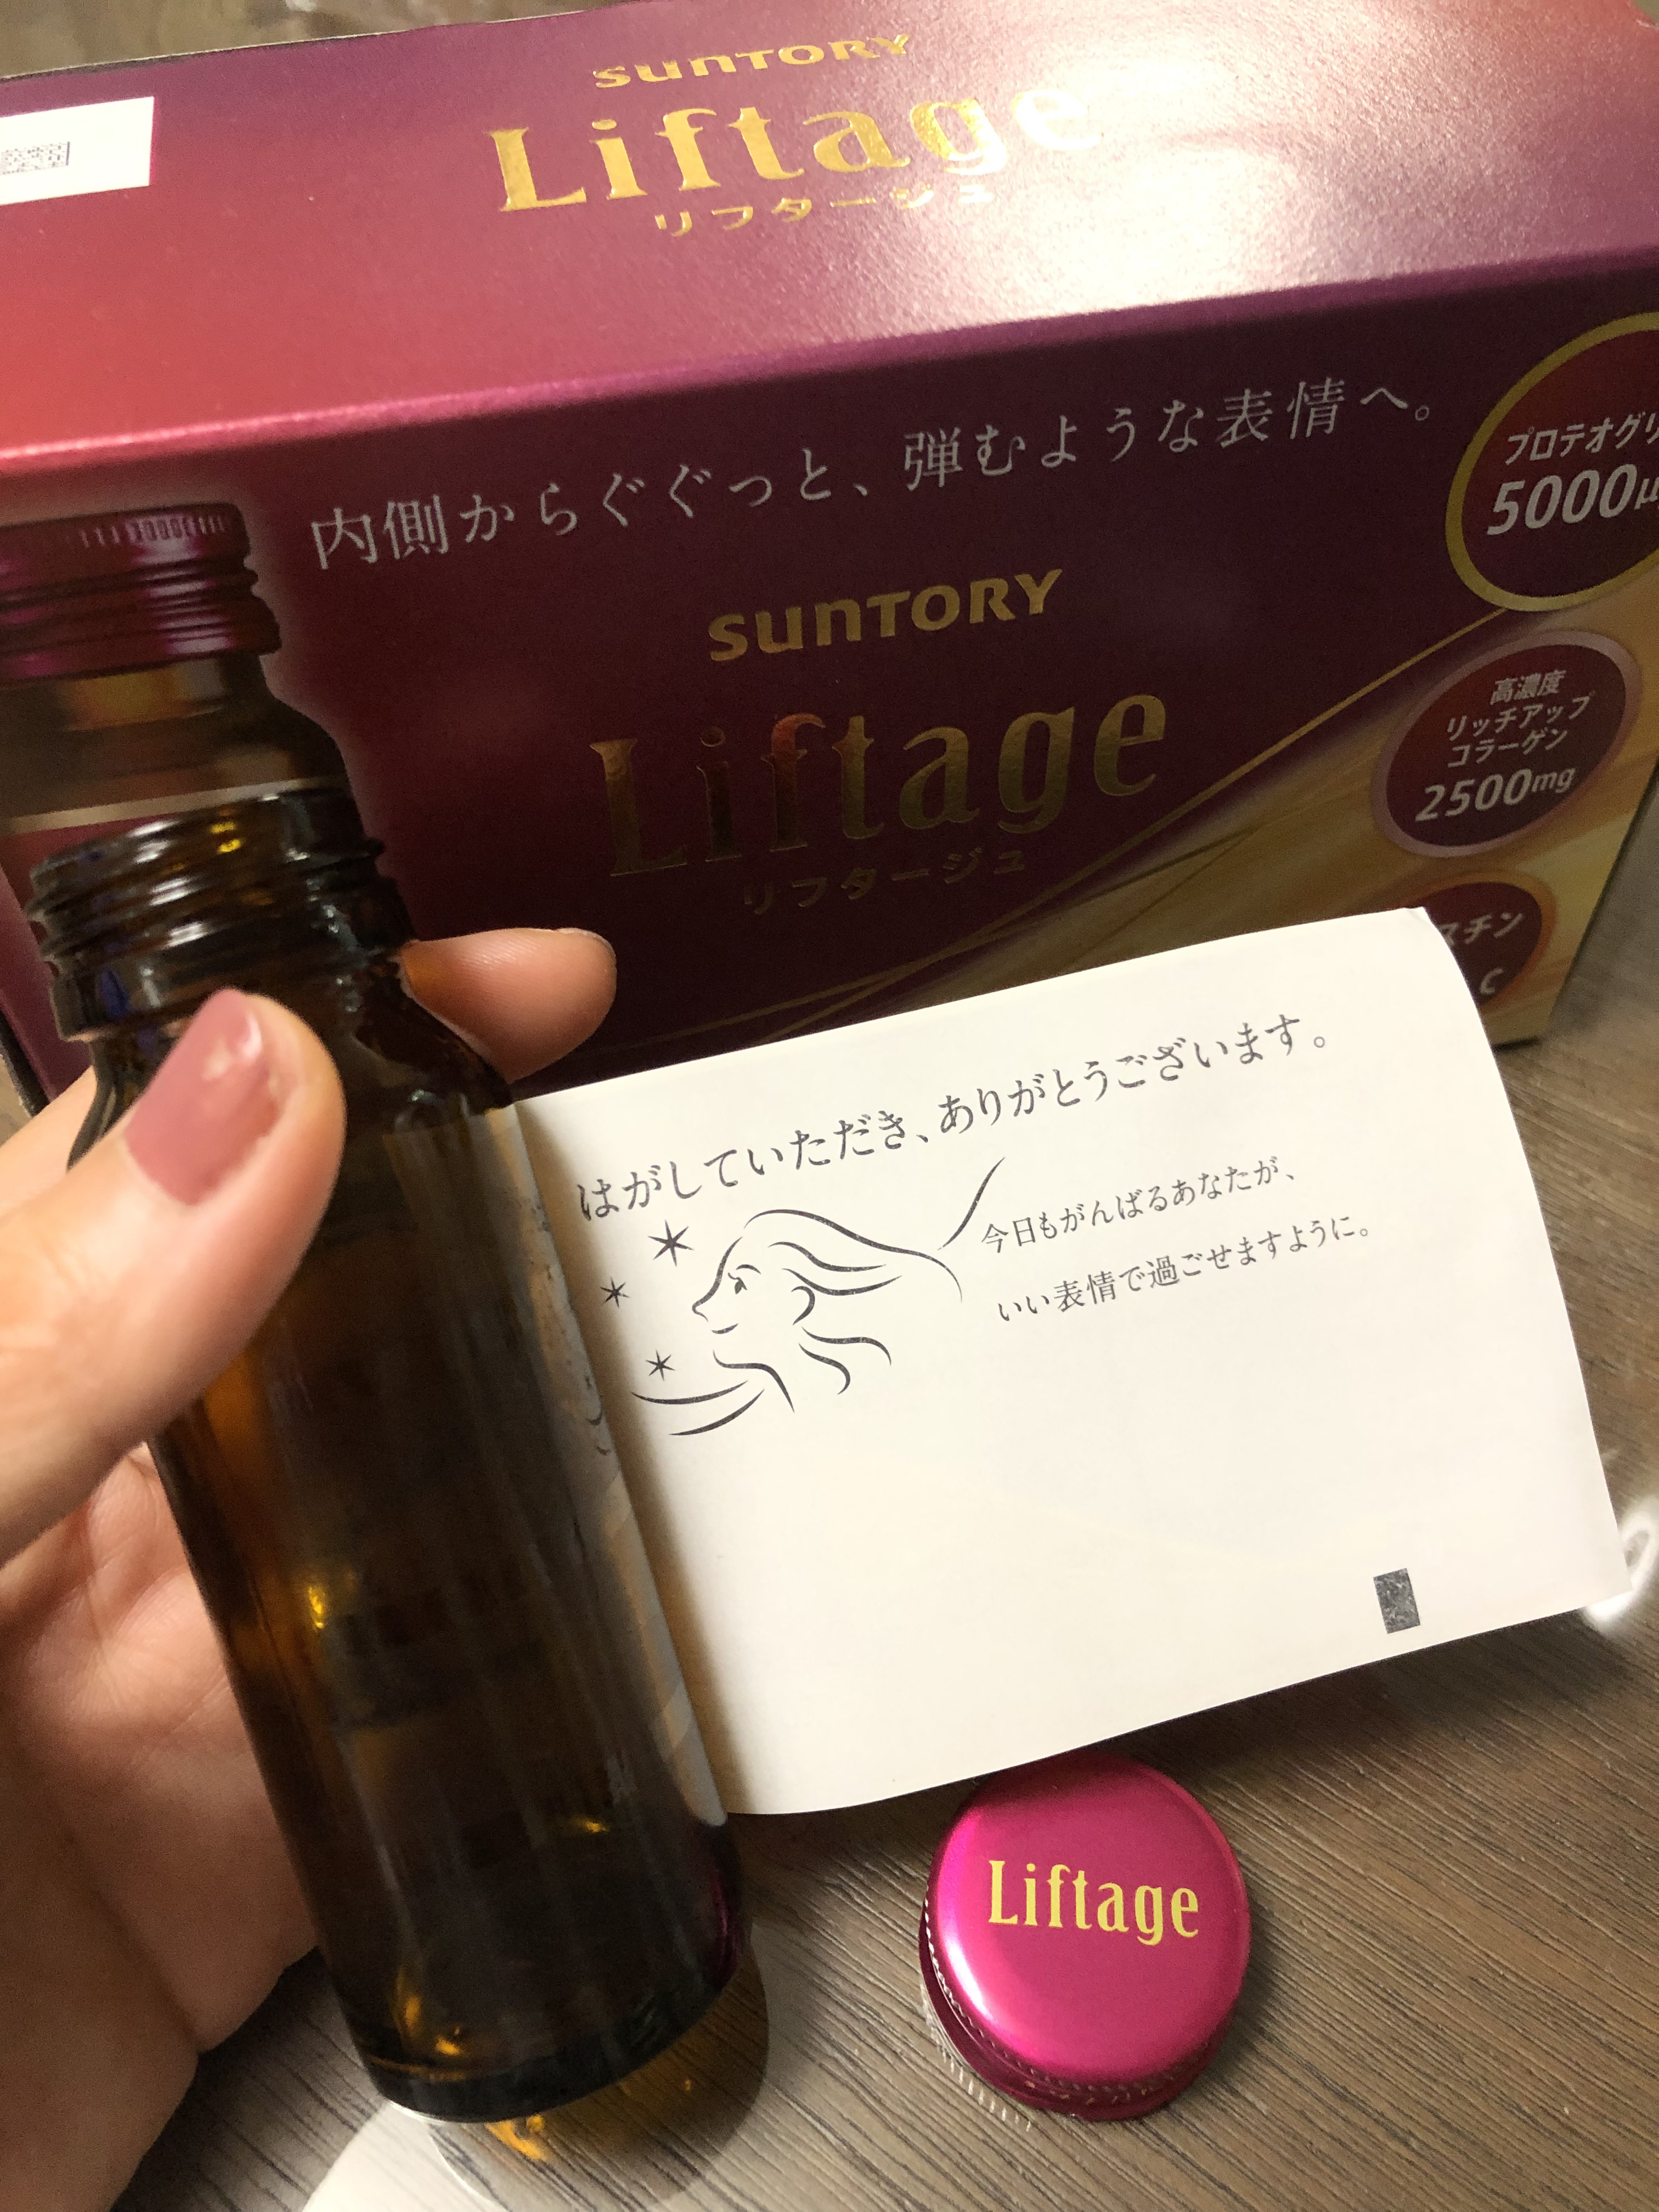 SUNTORY
Liftage
リフタージュ
内側からぐぐっと、弾むような表情へ。
SUNTORY
Liftage
リフタージュ
プロテオグリ
5000μ
高濃度
リッチアップ
コラーゲン
2500mg
スチン
C
はがしていただき、ありがとうございます。
今日もがんばるあなたが、
いい表情で過ごせますように。
Liftage